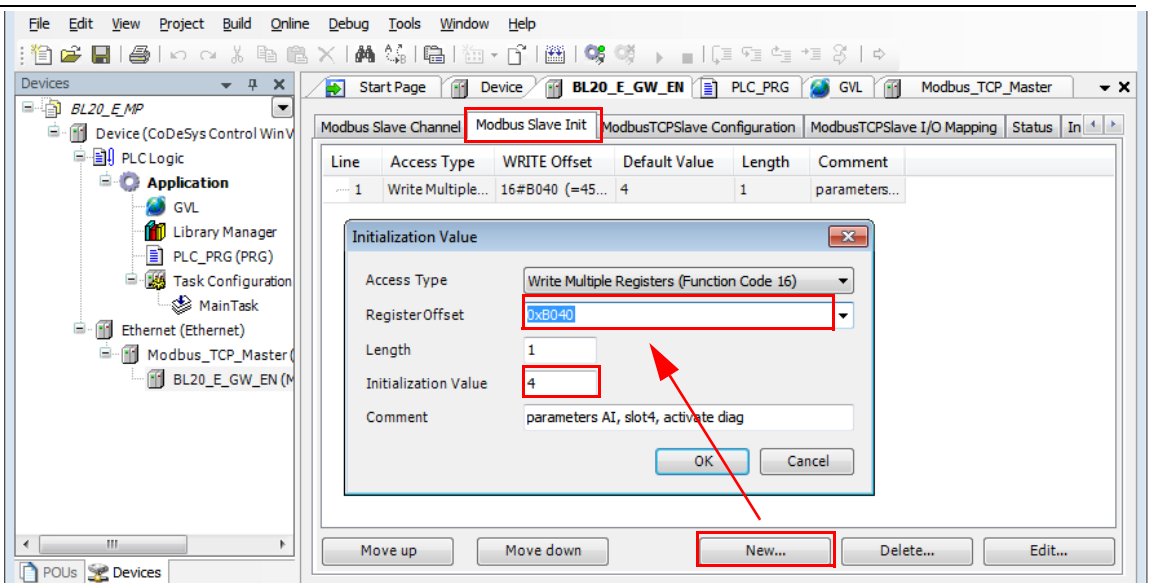 File Edit View Project Build Online Debug Tools Window Help
Devices
BL20_E_MP
Device (CoDeSys Control Win V
PLC Logic
Application
GVL
Library Manager
PLC_PRG (PRG)
Task Configuration
MainTask
Ethernet (Ethernet)
Modbus_TCP_Master (
BL20_E_GW_EN (M
POUs Devices
Start Page Device BL20_E_GW_EN PLC_PRG GVL Modbus_TCP_Master
Modbus Slave Channel Modbus Slave Init ModbusTCPSlave Configuration ModbusTCPSlave I/O Mapping Status In
Line Access Type WRITE Offset Default Value Length Comment
1 Write Multiple... 16#B040 (=45... 4 1 parameters...
Initialization Value
Access Type Write Multiple Registers (Function Code 16)
RegisterOffset 0xB040
Length 1
Initialization Value 4
Comment parameters AI, slot4, activate diag
OK Cancel
Move up Move down New... Delete... Edit...